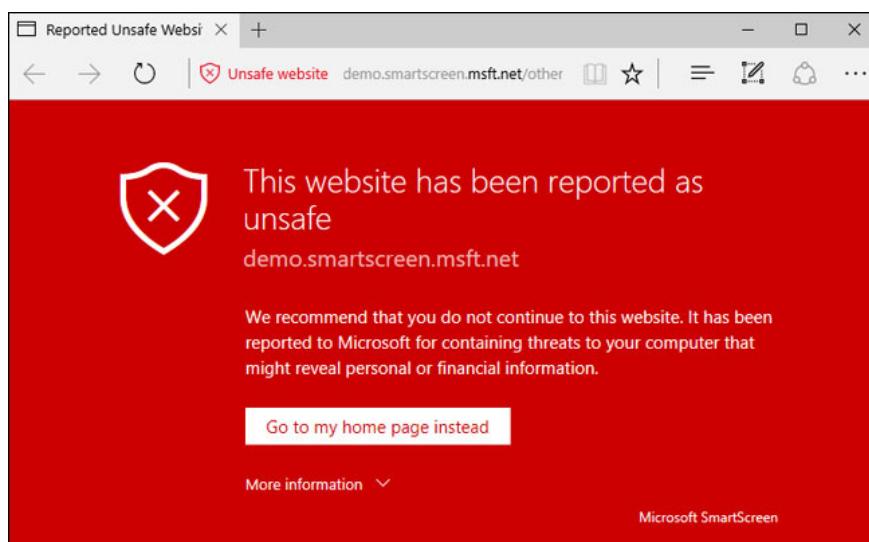 Reported Unsafe Websi
Unsafe website demo.smartscreen.msft.net/other
This website has been reported as
unsafe
demo.smartscreen.msft.net
We recommend that you do not continue to this website. It has been
reported to Microsoft for containing threats to your computer that
might reveal personal or financial information.
Go to my home page instead
More information
Microsoft SmartScreen